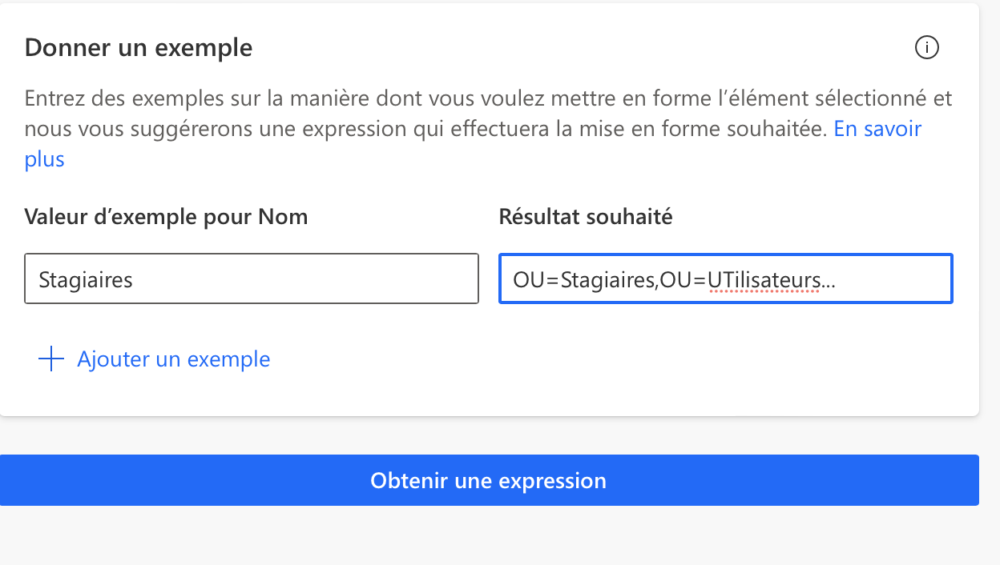 Donner un exemple
Entrez des exemples sur la manière dont vous voulez mettre en forme l’élément sélectionné et
nous vous suggérerons une expression qui effectuera la mise en forme souhaitée. En savoir
plus
Valeur d’exemple pour Nom
Résultat souhaité
Stagiaires
OU=Stagiaires,OU=UTilisateurs...
Ajouter un exemple
Obtenir une expression